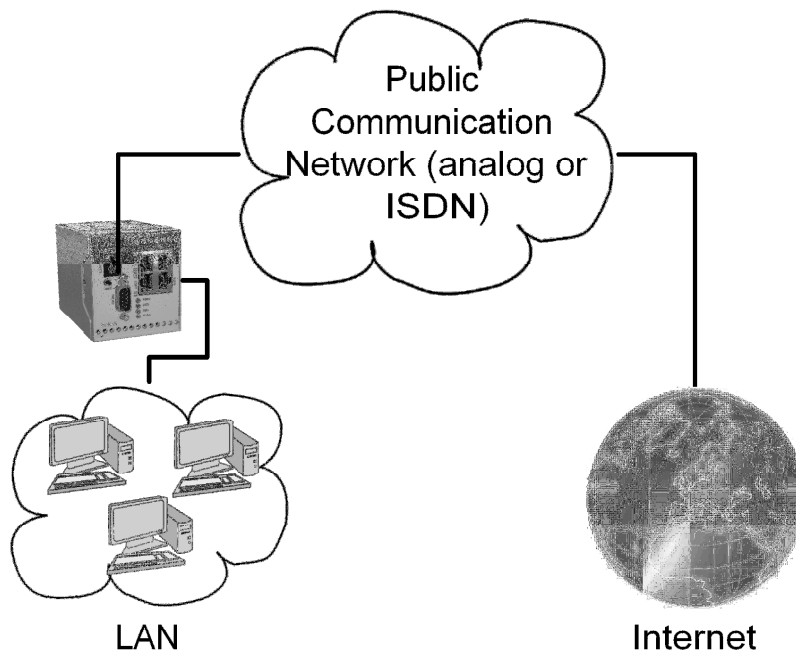 Public
Communication
Network (analog or
ISDN)
LAN
Internet